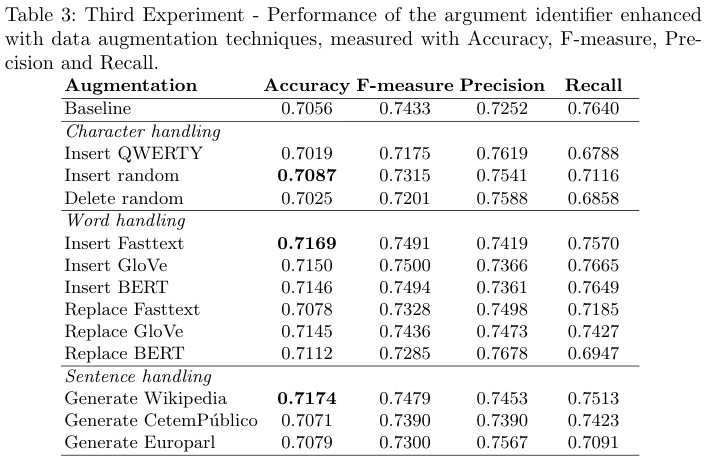 Table 3: Third Experiment - Performance of the argument identifier enhanced
with data augmentation techniques, measured with Accuracy, F-measure, Pre-
cision and Recall.
Augmentation Accuracy F-measure Precision Recall
Baseline 0.7056 0.7433 0.7252 0.7640
Character handling
Insert QWERTY 0.7019 0.7175 0.7619 0.6788
Insert random 0.7087 0.7315 0.7541 0.7116
Delete random 0.7025 0.7201 0.7588 0.6858
Word handling
Insert Fasttext 0.7169 0.7491 0.7419 0.7570
Insert GloVe 0.7150 0.7500 0.7366 0.7665
Insert BERT 0.7146 0.7494 0.7361 0.7649
Replace Fasttext 0.7078 0.7328 0.7498 0.7185
Replace GloVe 0.7145 0.7436 0.7473 0.7427
Replace BERT 0.7112 0.7285 0.7678 0.6947
Sentence handling
Generate Wikipedia 0.7174 0.7479 0.7453 0.7513
Generate CetemPúblico 0.7071 0.7390 0.7390 0.7423
Generate Europarl 0.7079 0.7300 0.7567 0.7091